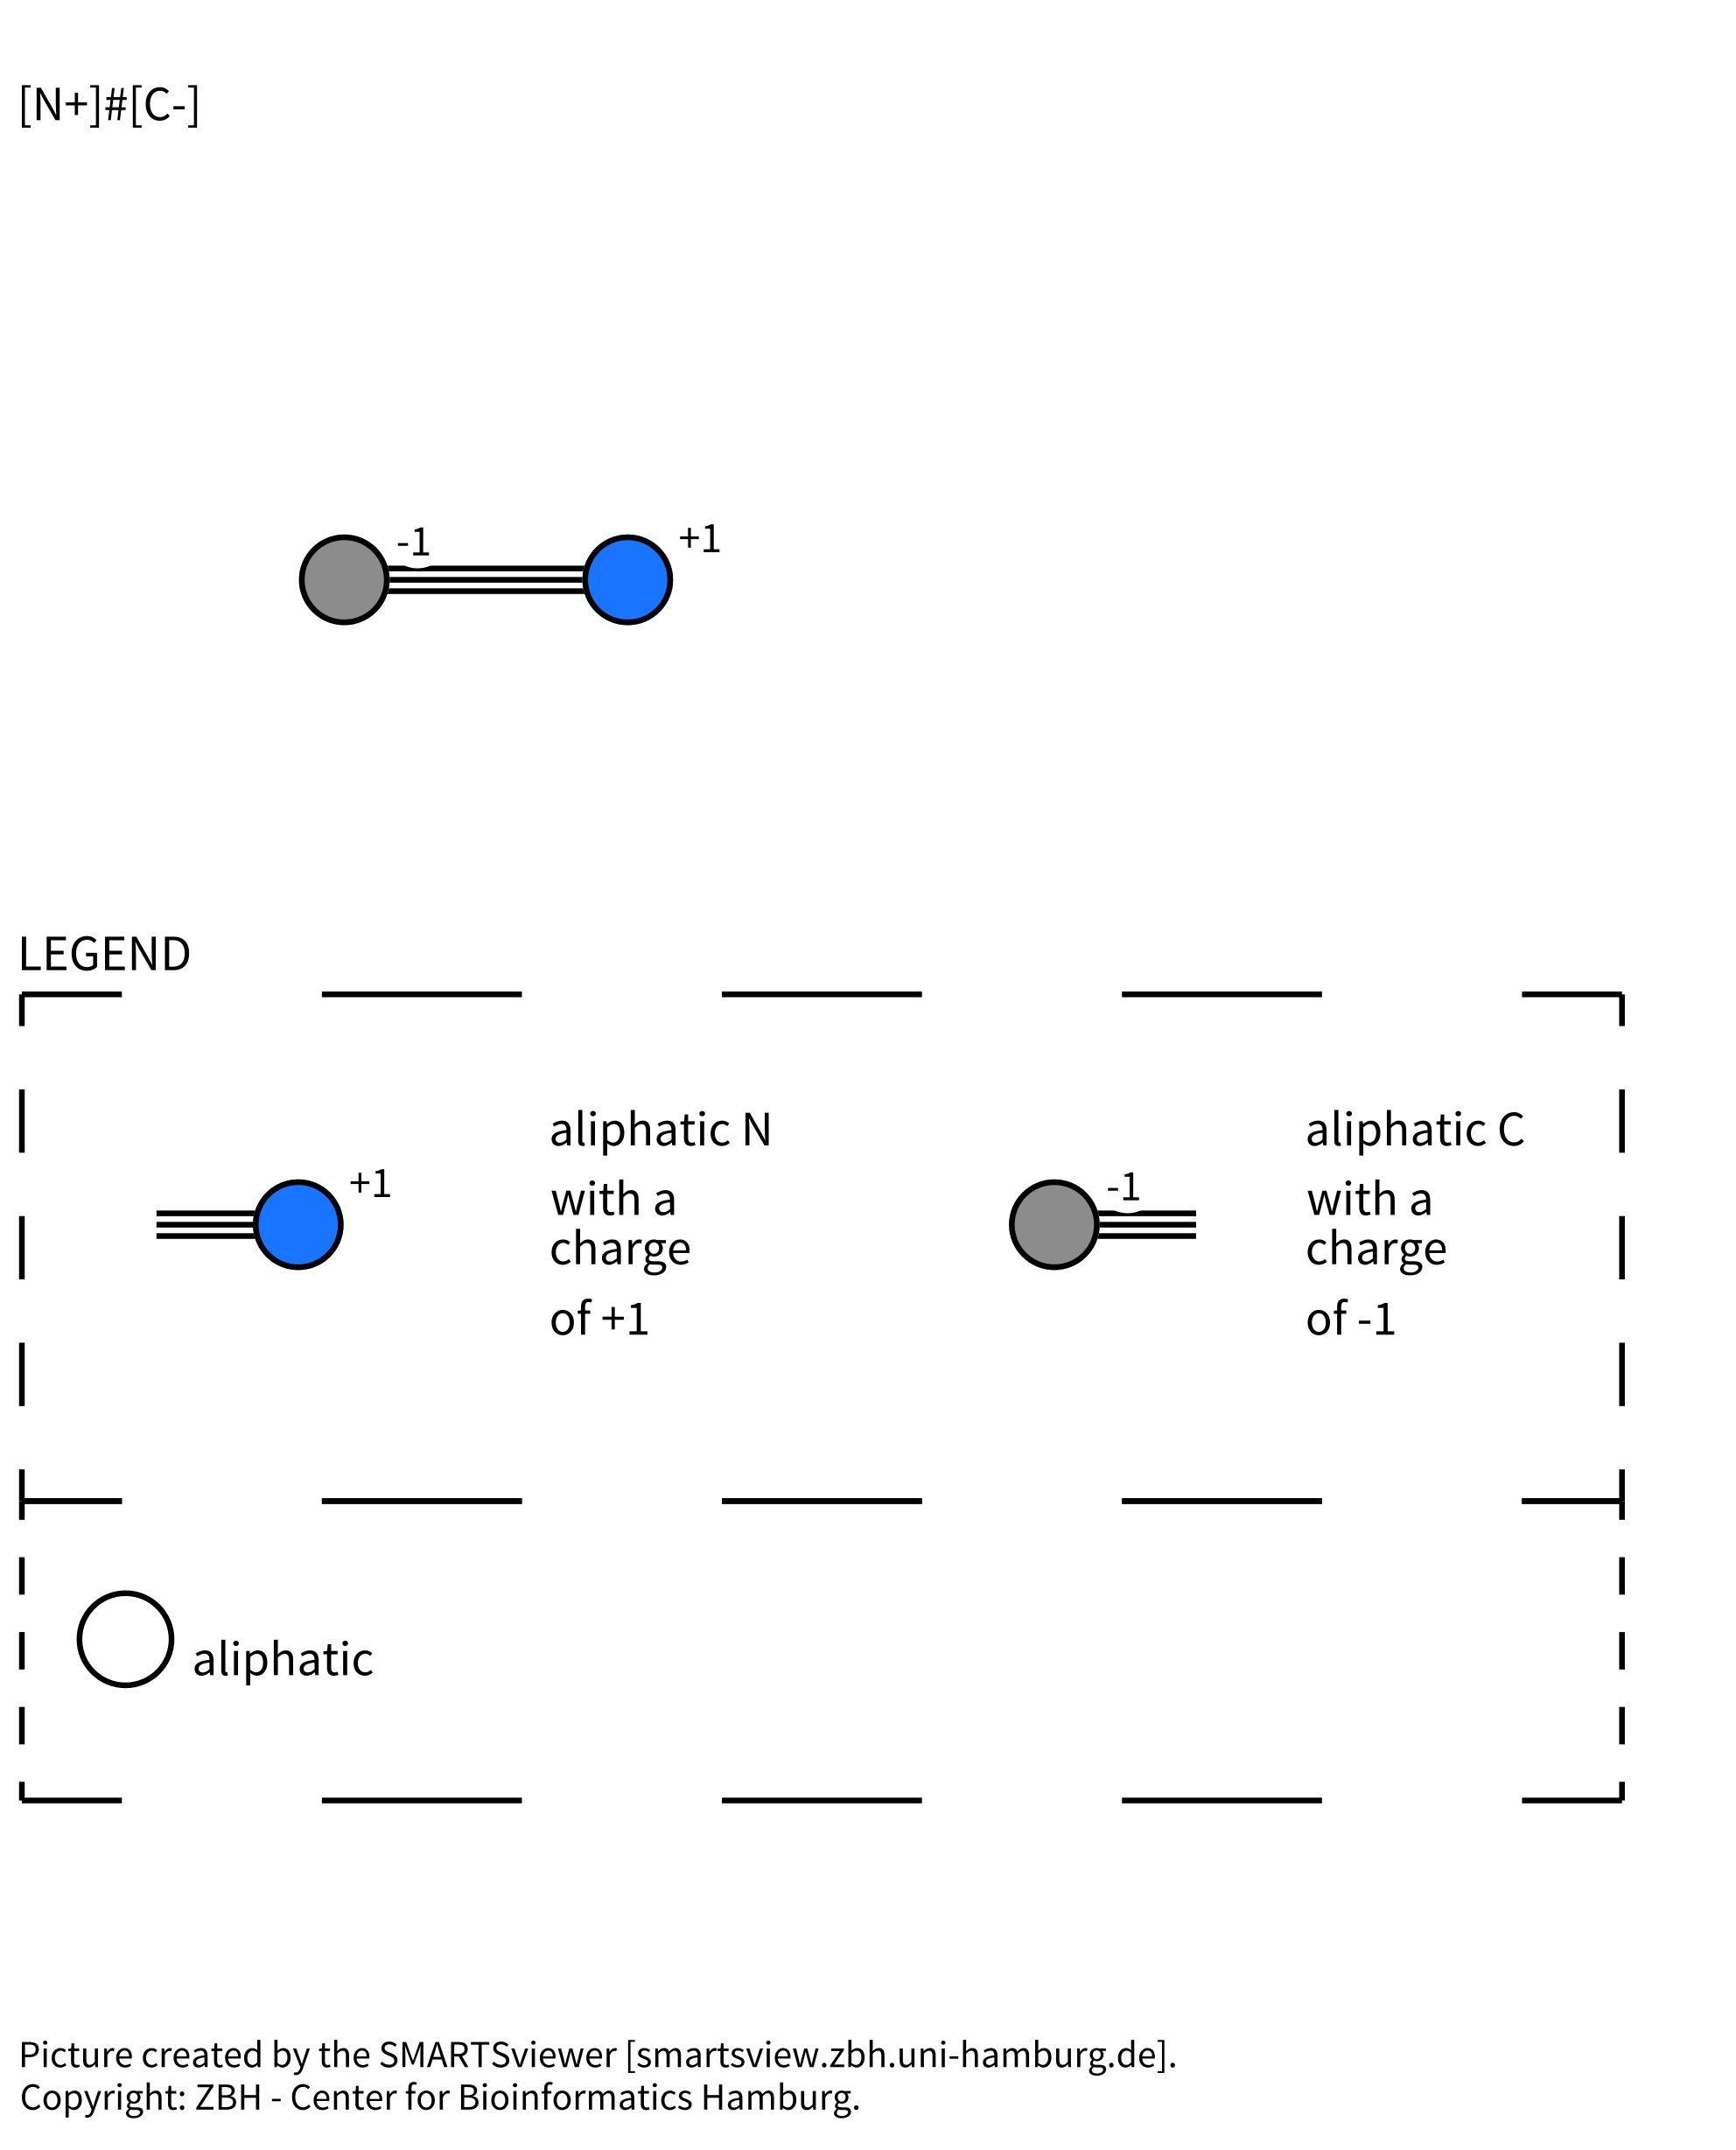 [N+]#[C-]
-1
+1
LEGEND
+1
aliphatic N
with a
charge
of +1
-1
aliphatic C
with a
charge
of -1
aliphatic
Picture created by the SMARTSviewer [smartsview.zbh.uni-hamburg.de].
Copyright: ZBH - Center for Bioinformatics Hamburg.